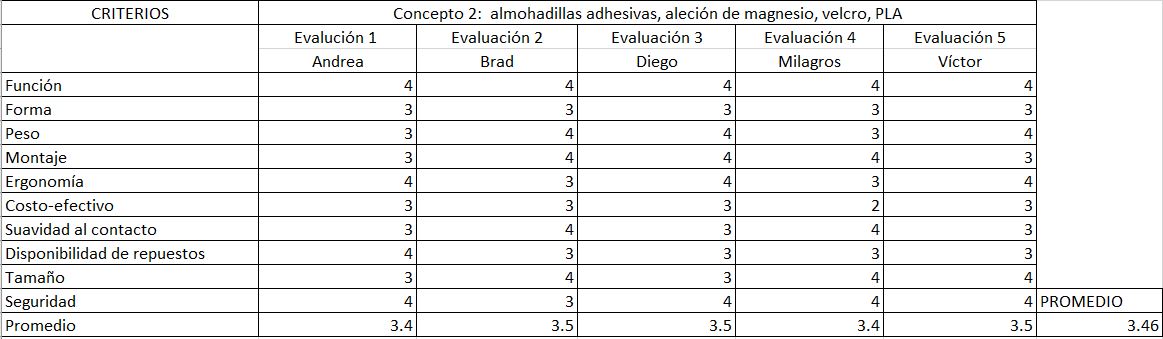 CRITERIOS Concepto 2: almohadillas adhesivas, aleción de magnesio, velcro, PLA
Evalución 1 Evaluación 2 Evaluación 3 Evaluación 4 Evaluación 5
Andrea Brad Diego Milagros Víctor
Función 4 4 4 4 4
Forma 3 3 3 3 3
Peso 3 4 4 3 4
Montaje 3 4 4 4 3
Ergonomía 4 3 4 3 4
Costo-efectivo 3 3 3 2 3
Suavidad al contacto 3 4 3 4 3
Disponibilidad de repuestos 4 3 3 3 3
Tamaño 3 4 3 4 4
Seguridad 4 3 4 4 4 PROMEDIO
Promedio 3.4 3.5 3.5 3.4 3.5 3.46